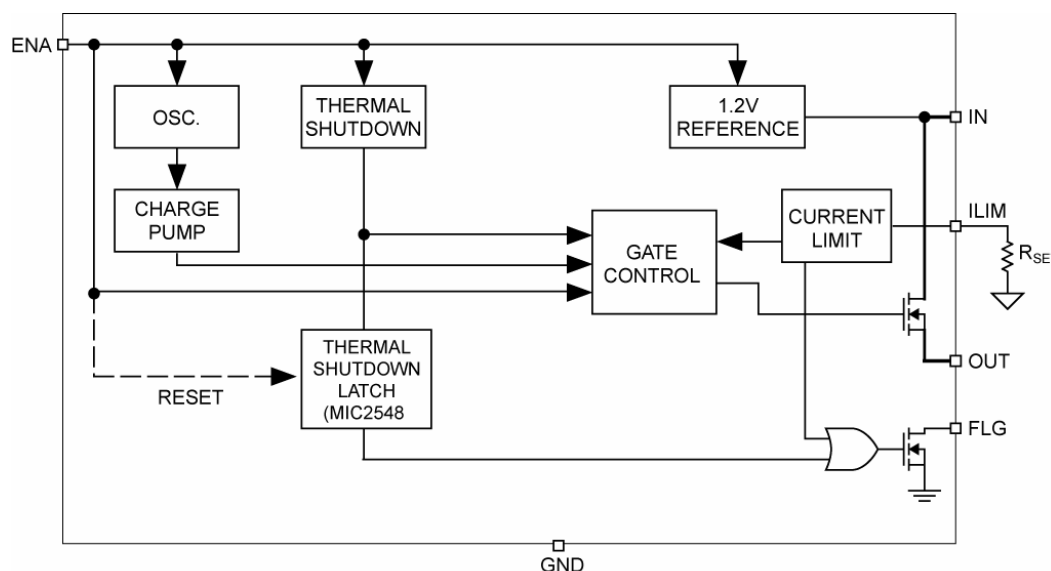 ENA
OSC.
THERMAL
SHUTDOWN
1.2V
REFERENCE
IN
CHARGE
PUMP
GATE
CONTROL
CURRENT
LIMIT
ILIM
RSE
OUT
THERMAL
SHUTDOWN
LATCH
(MIC2548
RESET
FLG
GND